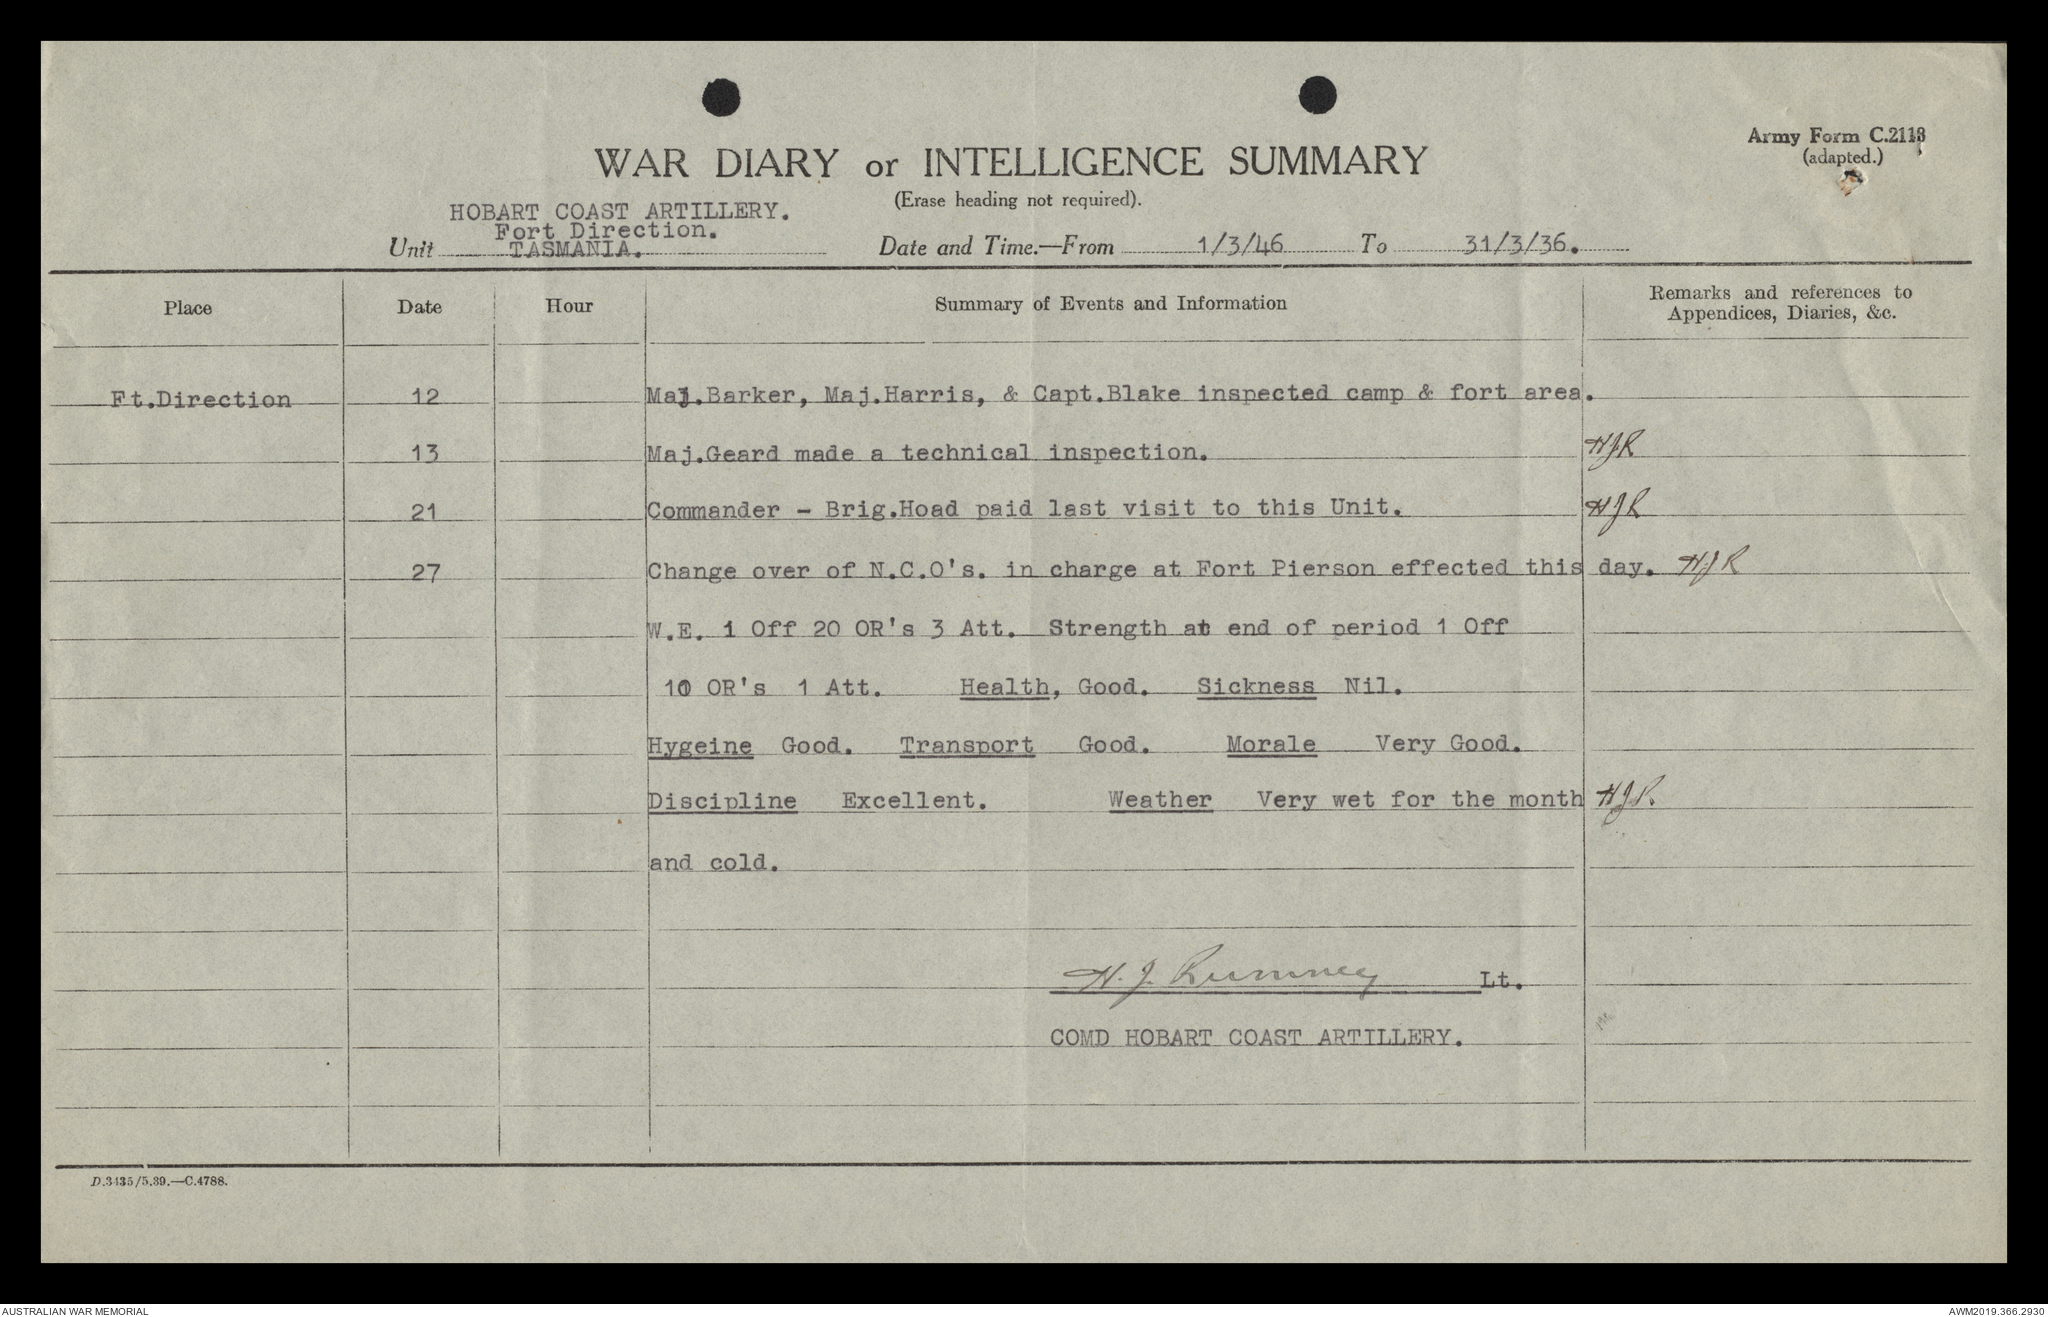 Army Form C.2118
(adapted.)
WAR DIARY or INTELLIGENCE SUMMARY
(Erase heading not required).
HOBART COAST ARTILLERY.
Fort Direction.
Unit TASMANIA.
Date and Time.—From 1/3/46 To 31/3/36.
Place Date Hour Summary of Events and Information Remarks and references to
Appendices, Diaries, &c.
Ft.Direction 12 Maj.Barker, Maj.Harris, & Capt.Blake inspected camp & fort area.
13 Maj.Geard made a technical inspection. HJR
21 Commander - Brig.Hoad paid last visit to this Unit. HJR
27 Change over of N.C.O's. in charge at Fort Pierson effected this day. HJR
W.E. 1 Off 20 OR's 3 Att. Strength at end of period 1 Off
10 OR's 1 Att. Health, Good. Sickness Nil.
Hygeine Good. Transport Good. Morale Very Good.
Discipline Excellent. Weather Very wet for the month HJR.
and cold.
H.J. Rumney Lt.
COMD HOBART COAST ARTILLERY.
D.3435/5.39.—C.4788.
AUSTRALIAN WAR MEMORIAL
AWM2019.366.2930